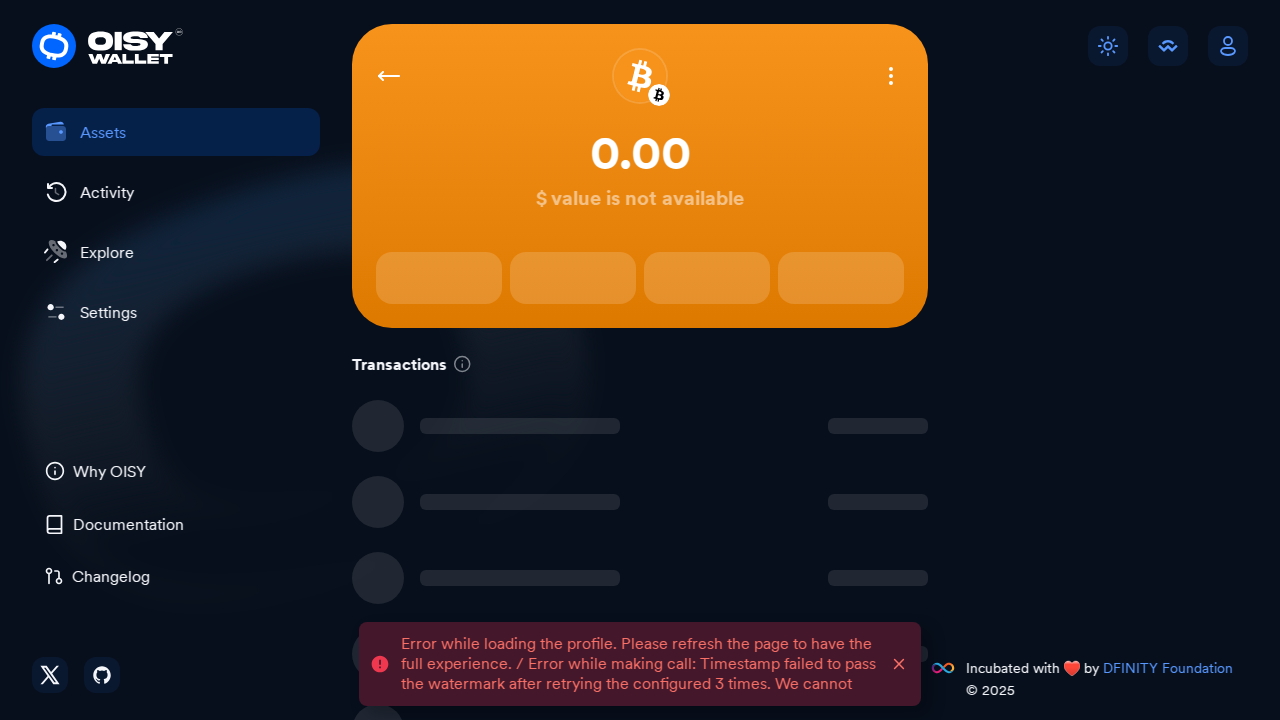 OISY
WALLET
Assets
Activity
Explore
Settings
Why OISY
Documentation
Changelog
0.00
$ value is not available
Transactions
Error while loading the profile. Please refresh the page to have the
full experience. / Error while making call: Timestamp failed to pass
the watermark after retrying the configured 3 times. We cannot
Incubated with ❤️ by DFINITY Foundation
© 2025